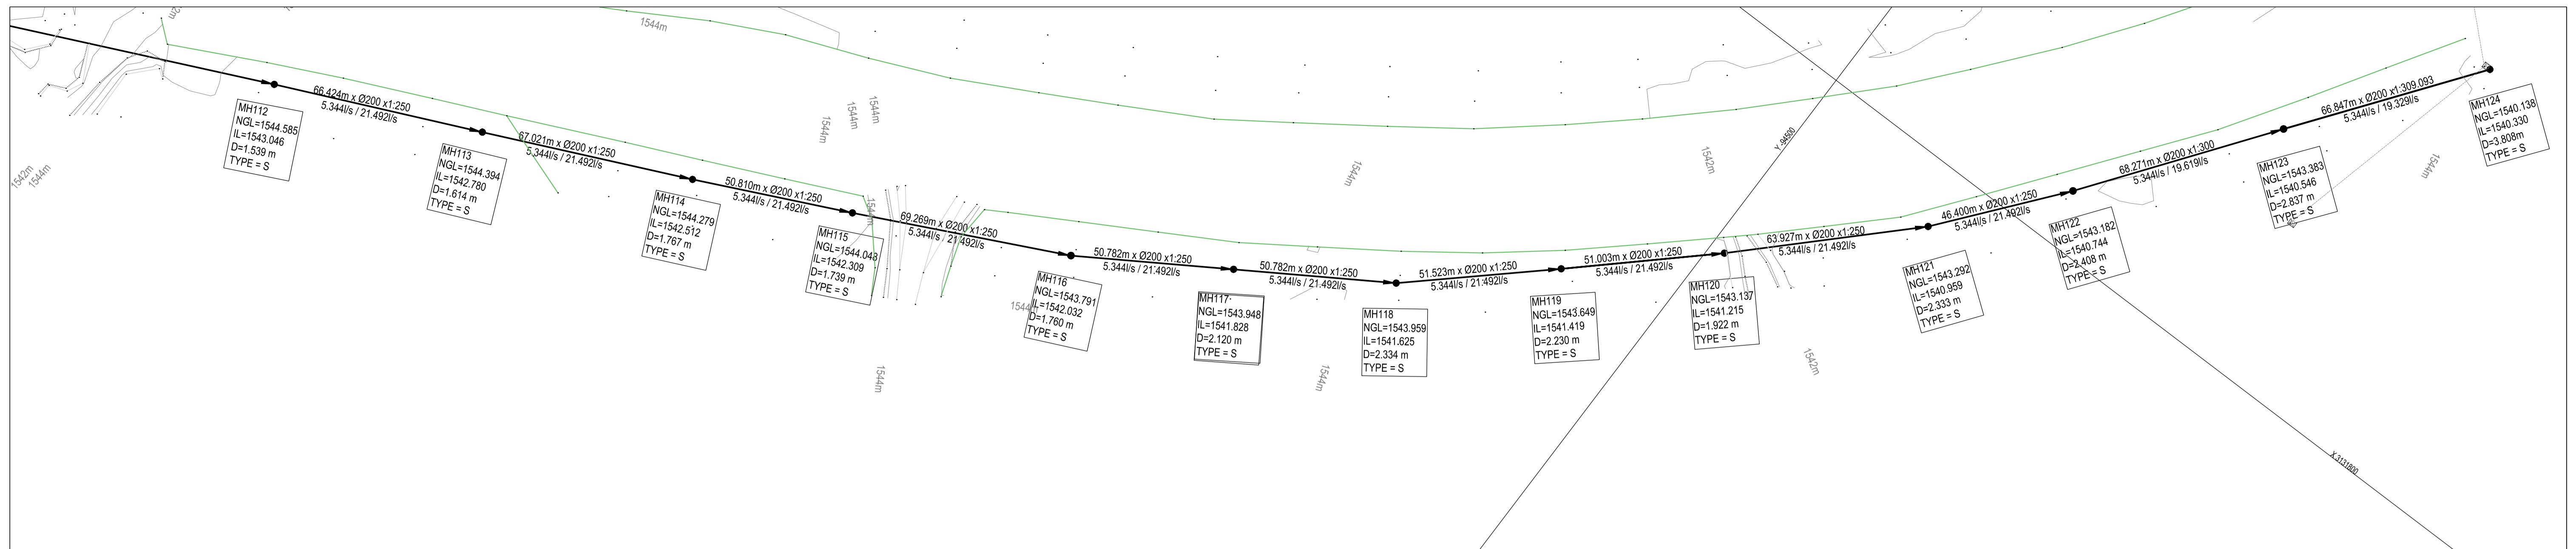 1544m
66.424m x Ø200 x1:250
5.344l/s / 21.492l/s
MH112
NGL=1544.585
IL=1543.046
D=1.539 m
TYPE = S
67.021m x Ø200 x1:250
5.344l/s / 21.492l/s
MH113
NGL=1544.394
IL=1542.780
D=1.614 m
TYPE = S
50.810m x Ø200 x1:250
5.344l/s / 21.492l/s
MH114
NGL=1544.279
IL=1542.512
D=1.767 m
TYPE = S
69.269m x Ø200 x1:250
5.344l/s / 21.492l/s
MH115
NGL=1544.048
IL=1542.309
D=1.739 m
TYPE = S
50.782m x Ø200 x1:250
5.344l/s / 21.492l/s
MH116
NGL=1543.791
IL=1542.032
D=1.760 m
TYPE = S
50.782m x Ø200 x1:250
5.344l/s / 21.492l/s
MH117
NGL=1543.948
IL=1541.828
D=2.120 m
TYPE = S
51.523m x Ø200 x1:250
5.344l/s / 21.492l/s
MH118
NGL=1543.959
IL=1541.625
D=2.334 m
TYPE = S
51.003m x Ø200 x1:250
5.344l/s / 21.492l/s
MH119
NGL=1543.649
IL=1541.419
D=2.230 m
TYPE = S
63.927m x Ø200 x1:250
5.344l/s / 21.492l/s
MH120
NGL=1543.137
IL=1541.215
D=1.922 m
TYPE = S
46.400m x Ø200 x1:250
5.344l/s / 21.492l/s
MH121
NGL=1543.292
IL=1540.959
D=2.333 m
TYPE = S
68.271m x Ø200 x1:300
5.344l/s / 19.619l/s
MH122
NGL=1543.182
IL=1540.744
D=2.408 m
TYPE = S
66.847m x Ø200 x1:309.093
5.344l/s / 19.329l/s
MH123
NGL=1543.383
IL=1540.546
D=2.837 m
TYPE = S
MH124
NGL=1540.138
IL=1540.330
D=3.808m
TYPE = S
1542m
1544m
1544m
1544m
1544m
1544m
1544m
1544m
1544m
1544m
1542m
1542m
1544m
Y -94500
X 3131800